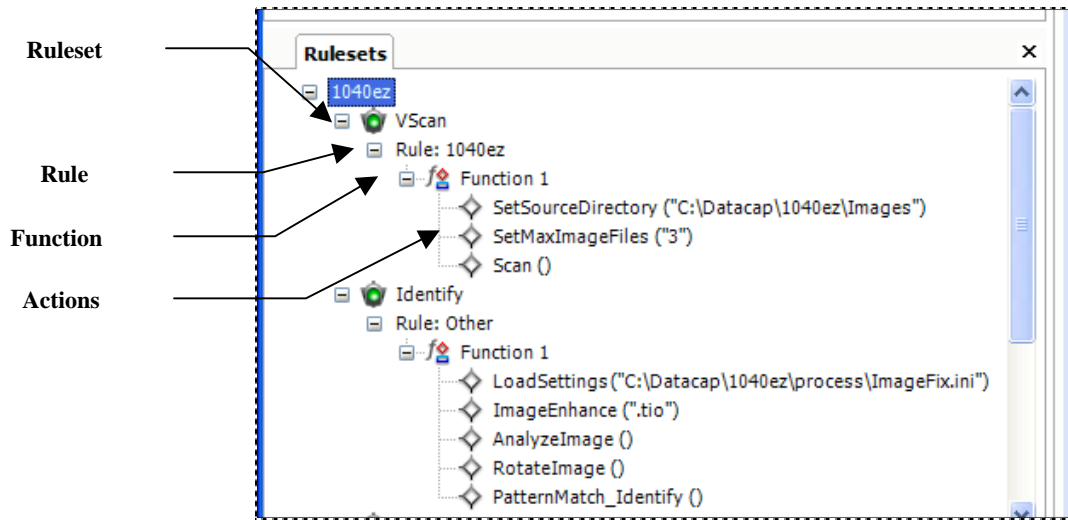 Ruleset
Rule
Function
Actions
Rulesets
1040ez
VScan
Rule: 1040ez
Function 1
SetSourceDirectory ("C:\Datacap\1040ez\Images")
SetMaxImageFiles ("3")
Scan ()
Identify
Rule: Other
Function 1
LoadSettings ("C:\Datacap\1040ez\process\ImageFix.ini")
ImageEnhance (".tio")
AnalyzeImage ()
RotateImage ()
PatternMatch_Identify ()